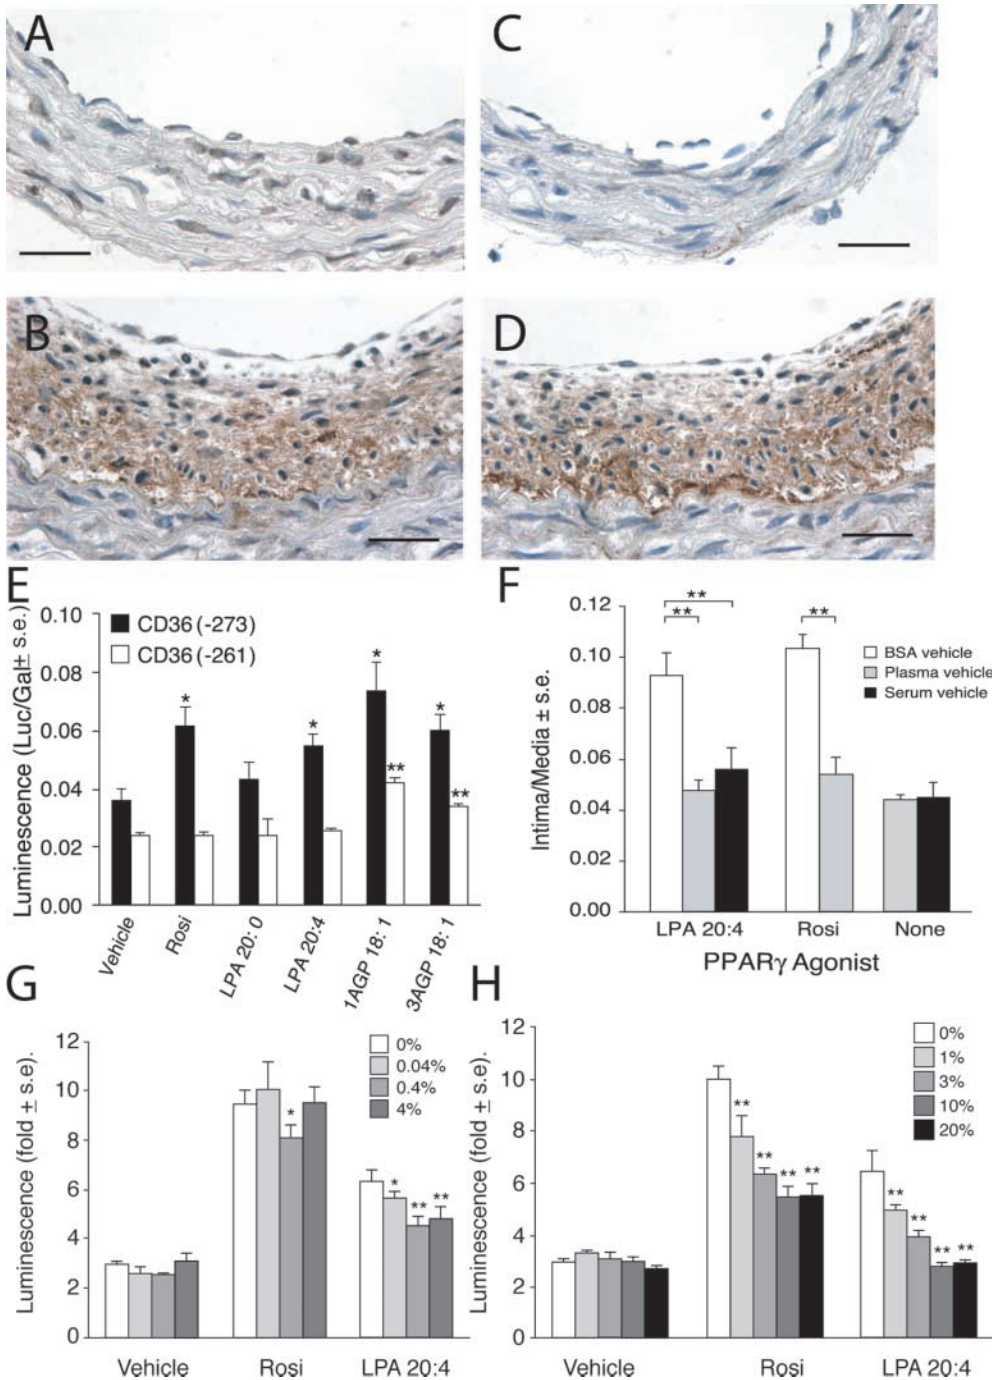 A
C
B
D
E
0.10
0.08
0.06
0.04
0.02
0.00
Luminescence (Luc/Gal± s.e.)
CD36 (-273)
CD36 (-261)
*
*
*
**
*
**
Vehicle
Rosi
LPA 20: 0
LPA 20:4
1AGP 18: 1
3AGP 18: 1
F
0.12
0.10
0.08
0.06
0.04
0.02
0.00
Intima/Media ± s.e.
**
**
**
BSA vehicle
Plasma vehicle
Serum vehicle
LPA 20:4
Rosi
None
PPARγ Agonist
G
12
10
8
6
4
2
0
Luminescence (fold ± s.e).
0%
0.04%
0.4%
4%
*
*
**
**
Vehicle
Rosi
LPA 20:4
H
12
10
8
6
4
2
0
Luminescence (fold ± s.e).
0%
1%
3%
10%
20%
**
**
**
**
**
**
**
**
Vehicle
Rosi
LPA 20:4